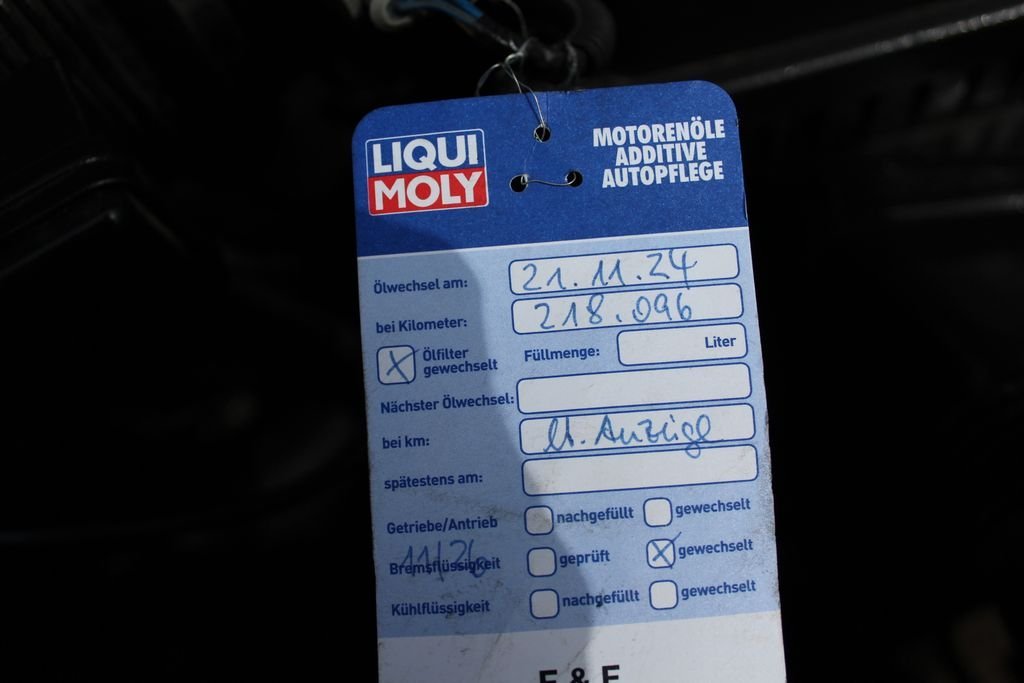 LIQUI
MOLY
MOTORENÖLE
ADDITIVE
AUTOPFLEGE
Ölwechsel am: 21.11.24
bei Kilometer: 218.096
X Ölfilter gewechselt Füllmenge: Liter
Nächster Ölwechsel:
bei km: lt. Anzeige
spätestens am:
Getriebe/Antrieb nachgefüllt gewechselt
11/26
Bremsflüssigkeit geprüft X gewechselt
Kühlflüssigkeit nachgefüllt gewechselt